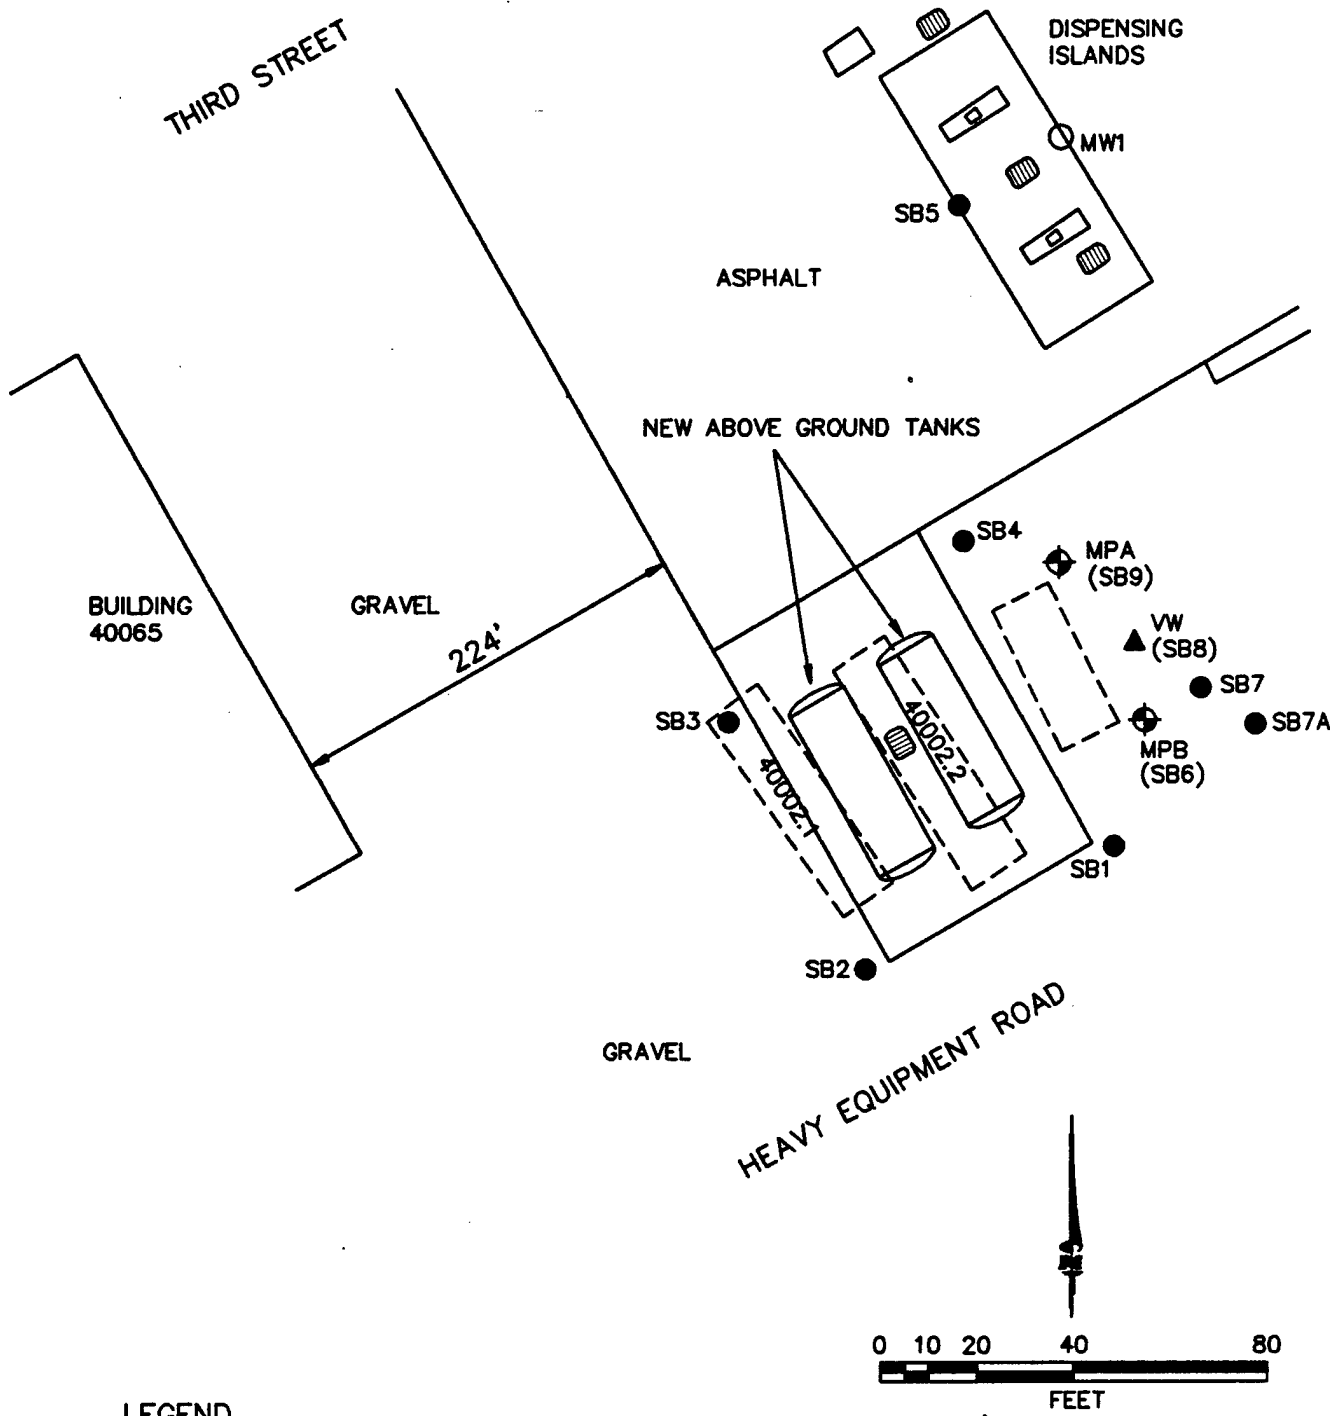 THIRD STREET
DISPENSING
ISLANDS
MW1
SB5
ASPHALT
NEW ABOVE GROUND TANKS
SB4
MPA
(SB9)
BUILDING
40065
GRAVEL
224'
VW
(SB8)
SB7
SB3
SB7A
40002.1
40002.2
MPB
(SB6)
SB1
SB2
GRAVEL
HEAVY EQUIPMENT ROAD
0 10 20 40 80
FEET
LEGEND